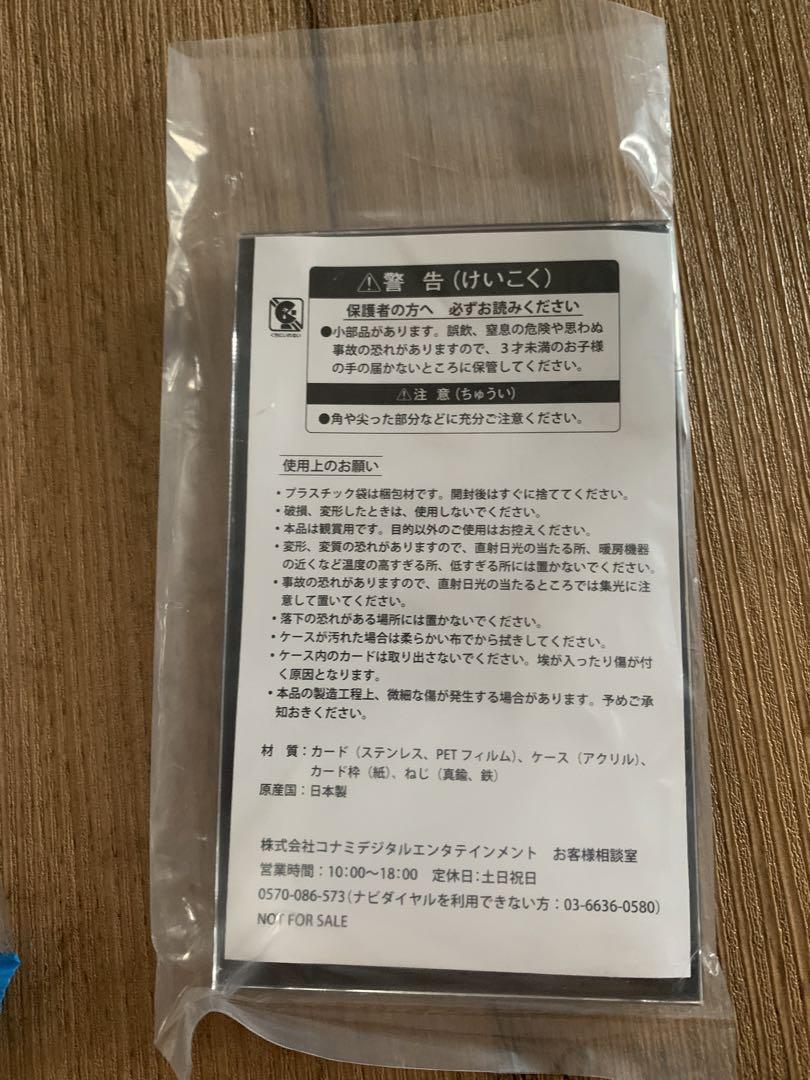 ⚠警 告(けいこく)
保護者の方へ 必ずお読みください
●小部品があります。誤飲、窒息の危険や思わぬ
事故の恐れがありますので、3才未満のお子様
の手の届かないところに保管してください。
くちにいれない
⚠注 意(ちゅうい)
●角や尖った部分などに充分ご注意ください。
使用上のお願い
・プラスチック袋は梱包材です。開封後はすぐに捨ててください。
・破損、変形したときは、使用しないでください。
・本品は観賞用です。目的以外のご使用はお控えください。
・変形、変質の恐れがありますので、直射日光の当たる所、暖房機器
の近くなど温度の高すぎる所、低すぎる所には置かないでください。
・事故の恐れがありますので、直射日光の当たるところでは集光に注
意して置いてください。
・落下の恐れがある場所には置かないでください。
・ケースが汚れた場合は柔らかい布でから拭きしてください。
・ケース内のカードは取り出さないでください。埃が入ったり傷が付
く原因となります。
・本品の製造工程上、微細な傷が発生する場合があります。予めご承
知おきください。
材 質:カード(ステンレス、PETフィルム)、ケース(アクリル)、
カード枠(紙)、ねじ(真鍮、鉄)
原産国:日本製
株式会社コナミデジタルエンタテインメント お客様相談室
営業時間:10:00〜18:00 定休日:土日祝日
0570-086-573(ナビダイヤルを利用できない方:03-6636-0580)
NOT FOR SALE